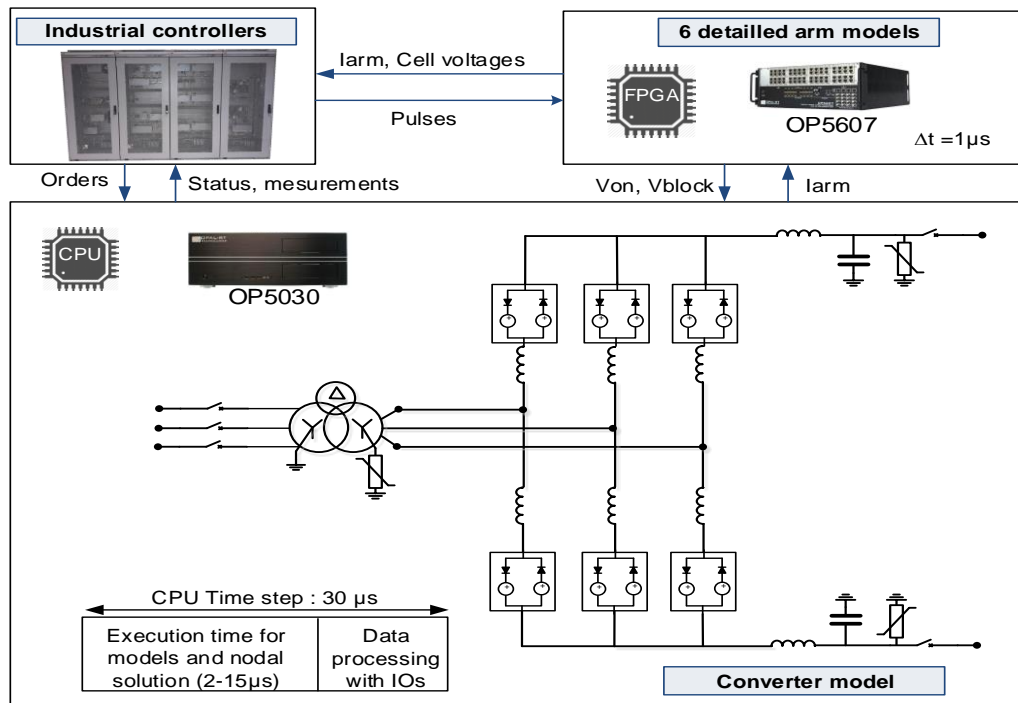 Industrial controllers
6 detailled arm models
Iarm, Cell voltages
Pulses
FPGA
OP5607
Δt =1µs
Orders
Status, mesurements
Von, Vblock
Iarm
CPU
OP5030
Δ
CPU Time step : 30 µs
Execution time for
models and nodal
solution (2-15µs)
Data
processing
with IOs
Converter model